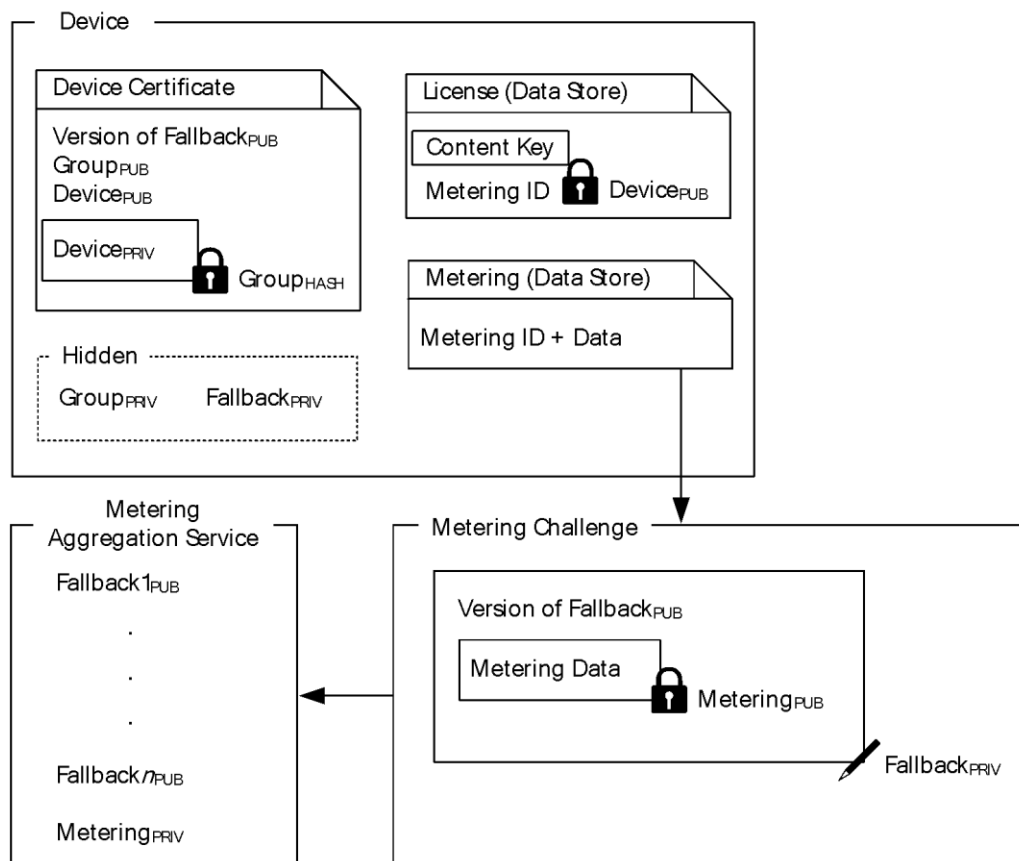 Device
Device Certificate
Version of FallbackPUB
GroupPUB
DevicePUB
DevicePRIV
GroupHASH
Hidden
GroupPRIV FallbackPRIV
License (Data Store)
Content Key
Metering ID DevicePUB
Metering (Data Store)
Metering ID + Data
Metering
Aggregation Service
Fallback1PUB
.
.
.
FallbacknPUB
MeteringPRIV
Metering Challenge
Version of FallbackPUB
Metering Data
MeteringPUB
FallbackPRIV